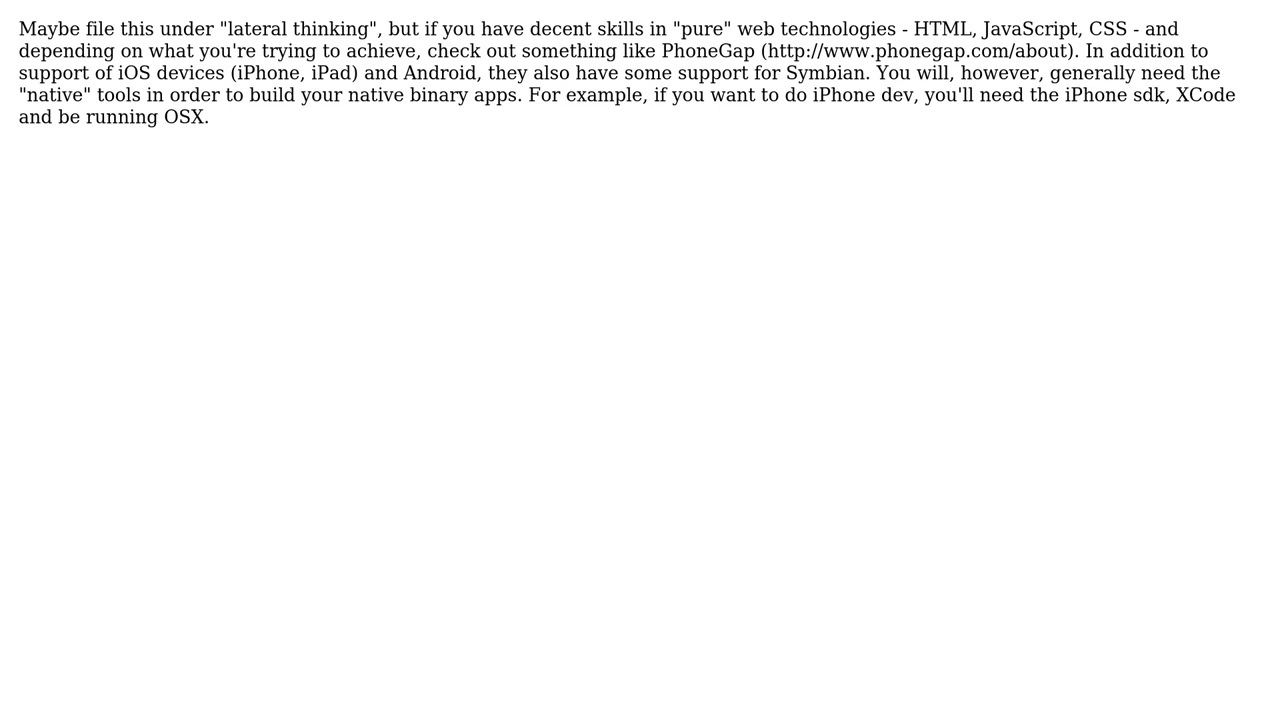 Maybe file this under "lateral thinking", but if you have decent skills in "pure" web technologies - HTML, JavaScript, CSS - and
depending on what you're trying to achieve, check out something like PhoneGap (http://www.phonegap.com/about). In addition to
support of iOS devices (iPhone, iPad) and Android, they also have some support for Symbian. You will, however, generally need the
"native" tools in order to build your native binary apps. For example, if you want to do iPhone dev, you'll need the iPhone sdk, XCode
and be running OSX.